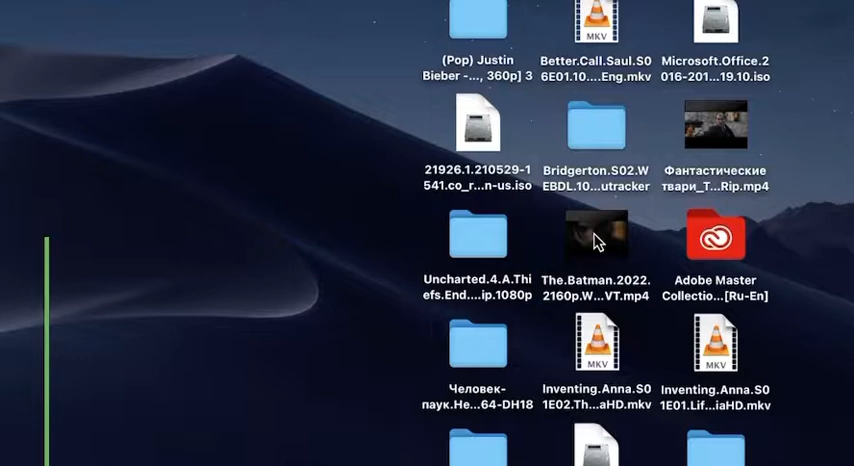 (Pop) Justin
Bieber -..., 360p] 3
MKV
Better.Call.Saul.S0
6E01.10....Eng.mkv
Microsoft.Office.2
016-201...19.10.iso
21926.1.210529-1
541.co_r...n-us.iso
Bridgerton.S02.W
EBDL.10...utracker
Фантастические
твари_Т...Rip.mp4
Uncharted.4.A.Thi
efs.End....ip.1080p
The.Batman.2022.
2160p.W...VT.mp4
Adobe Master
Collectio...[Ru-En]
Человек-
паук.Не...64-DH18
MKV
Inventing.Anna.S0
1E02.Th...aHD.mkv
MKV
Inventing.Anna.S0
1E01.Lif...iaHD.mkv